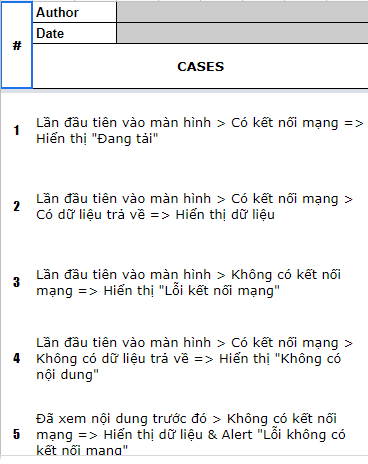 Author
Date
#
CASES
1
Lần đầu tiên vào màn hình > Có kết nối mạng =>
Hiển thị "Đang tải"
2
Lần đầu tiên vào màn hình > Có kết nối mạng >
Có dữ liệu trả về => Hiển thị dữ liệu
3
Lần đầu tiên vào màn hình > Không có kết nối
mạng => Hiển thị "Lỗi kết nối mạng"
4
Lần đầu tiên vào màn hình > Có kết nối mạng >
Không có dữ liệu trả về => Hiển thị "Không có
nội dung"
5
Đã xem nội dung trước đó > Không có kết nối
mạng => Hiển thị dữ liệu & Alert "Lỗi không có
kết nối mạng"